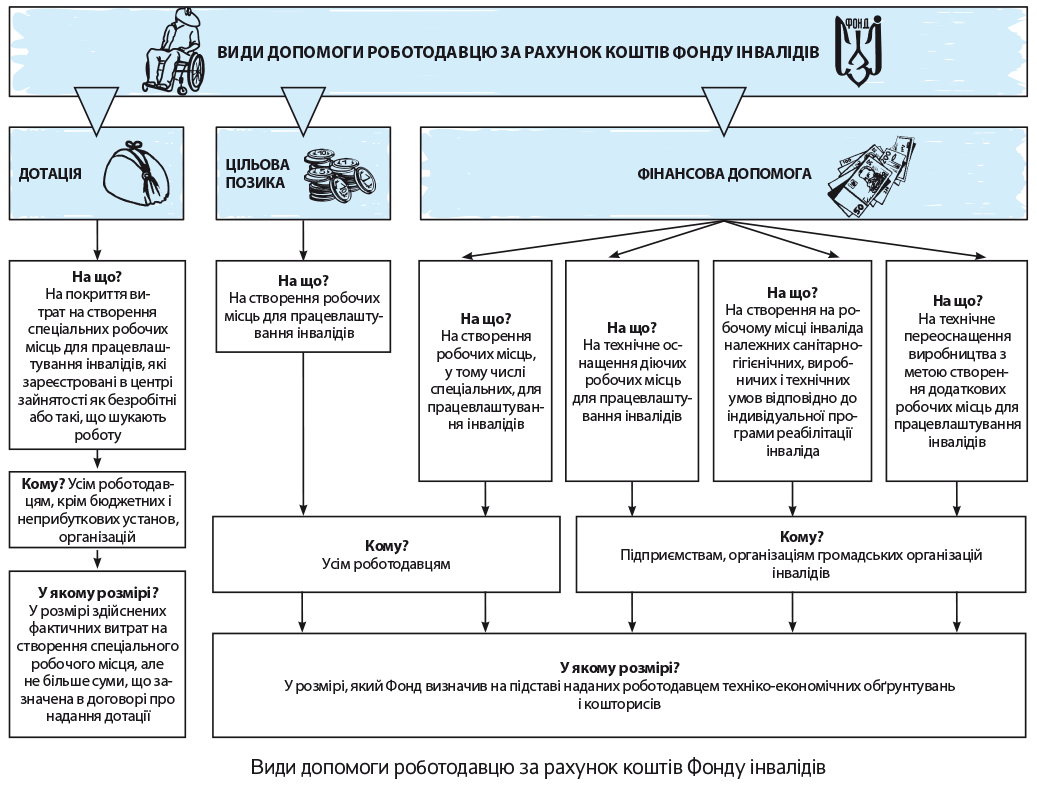 ВИДИ ДОПОМОГИ РОБОТОДАВЦЮ ЗА РАХУНОК КОШТІВ ФОНДУ ІНВАЛІДІВ
ФОНД
ДОТАЦІЯ
ЦІЛЬОВА
ПОЗИКА
ФІНАНСОВА ДОПОМОГА
50
На що?
На покриття ви-
трат на створення
спеціальних робочих
місць для працевлаш-
тування інвалідів, які
зареєстровані в центрі
зайнятості як безробітні
або такі, що шукають
роботу
Кому? Усім роботодав-
цям, крім бюджетних і
неприбуткових установ,
організацій
У якому розмірі?
У розмірі здійснених
фактичних витрат на
створення спеціального
робочого місця, але
не більше суми, що за-
значена в договорі про
надання дотації
На що?
На створення робочих
місць для працевлашту-
вання інвалідів
На що?
На створення
робочих місць,
у тому числі
спеціальних, для
працевлаштуван-
ня інвалідів
На що?
На технічне ос-
нащення діючих
робочих місць
для працевлашту-
вання інвалідів
На що?
На створення на ро-
бочому місці інваліда
належних санітарно-
гігієнічних, вироб-
ничих і технічних
умов відповідно до
індивідуальної про-
грами реабілітації
інваліда
На що?
На технічне
переоснащення
виробництва з
метою створен-
ня додаткових
робочих місць для
працевлаштування
інвалідів
Кому?
Усім роботодавцям
Кому?
Підприємствам, організаціям громадських організацій
інвалідів
У якому розмірі?
У розмірі, який Фонд визначив на підставі наданих роботодавцем техніко-економічних обґрунтувань
і кошторисів
Види допомоги роботодавцю за рахунок коштів Фонду інвалідів